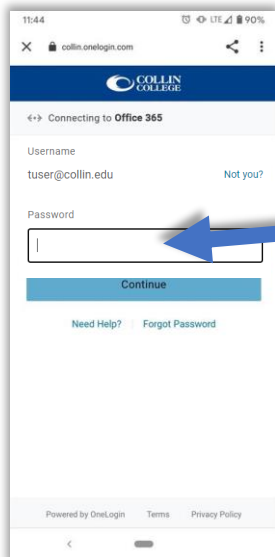 11:44 LTE 90%
collin.onelogin.com
COLLIN
COLLEGE
Connecting to Office 365
Username
tuser@collin.edu Not you?
Password
Continue
Need Help? Forgot Password
Powered by OneLogin Terms Privacy Policy